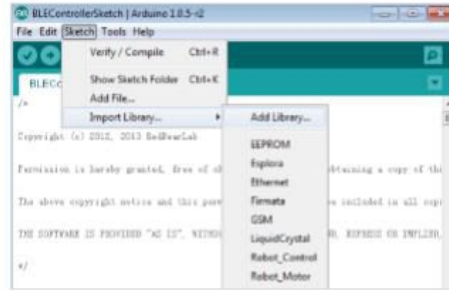 BLEControllerSketch | Arduino 1.0.5-r2
File Edit Sketch Tools Help
Verify / Compile Ctrl+R
BLECo
Show Sketch Folder Ctrl+K
Add File...
/*
Import Library... Add Library...
Copyright (c) 2012, 2013 RedBearLab
EEPROM
Esplora
Permission is hereby granted, free of obtaining a copy of thi
Ethernet
The above copyright notice and this perm Firmata be included in all copi
GSM
THE SOFTWARE IS PROVIDED "AS IS", WITHOU LiquidCrystal EXPRESS OR IMPLIED,
Robot_Control
*/
Robot_Motor